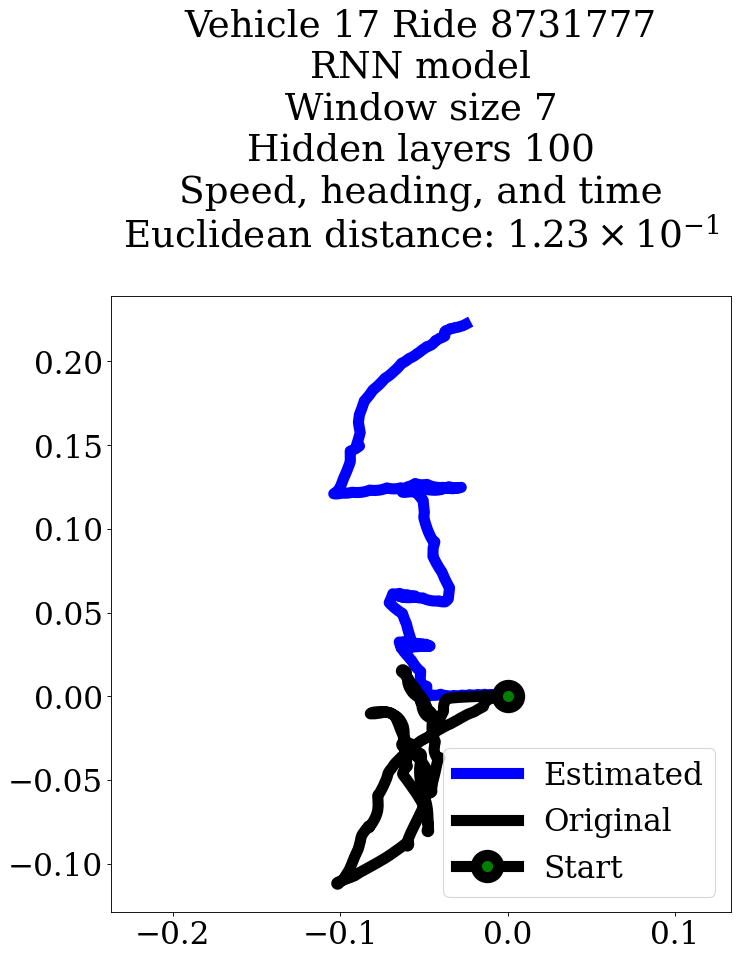 Vehicle 17 Ride 8731777
RNN model
Window size 7
Hidden layers 100
Speed, heading, and time
Euclidean distance: 1.23 × 10⁻¹
0.20
0.15
0.10
0.05
0.00
−0.05
−0.10
Estimated
Original
Start
−0.2 −0.1 0.0 0.1